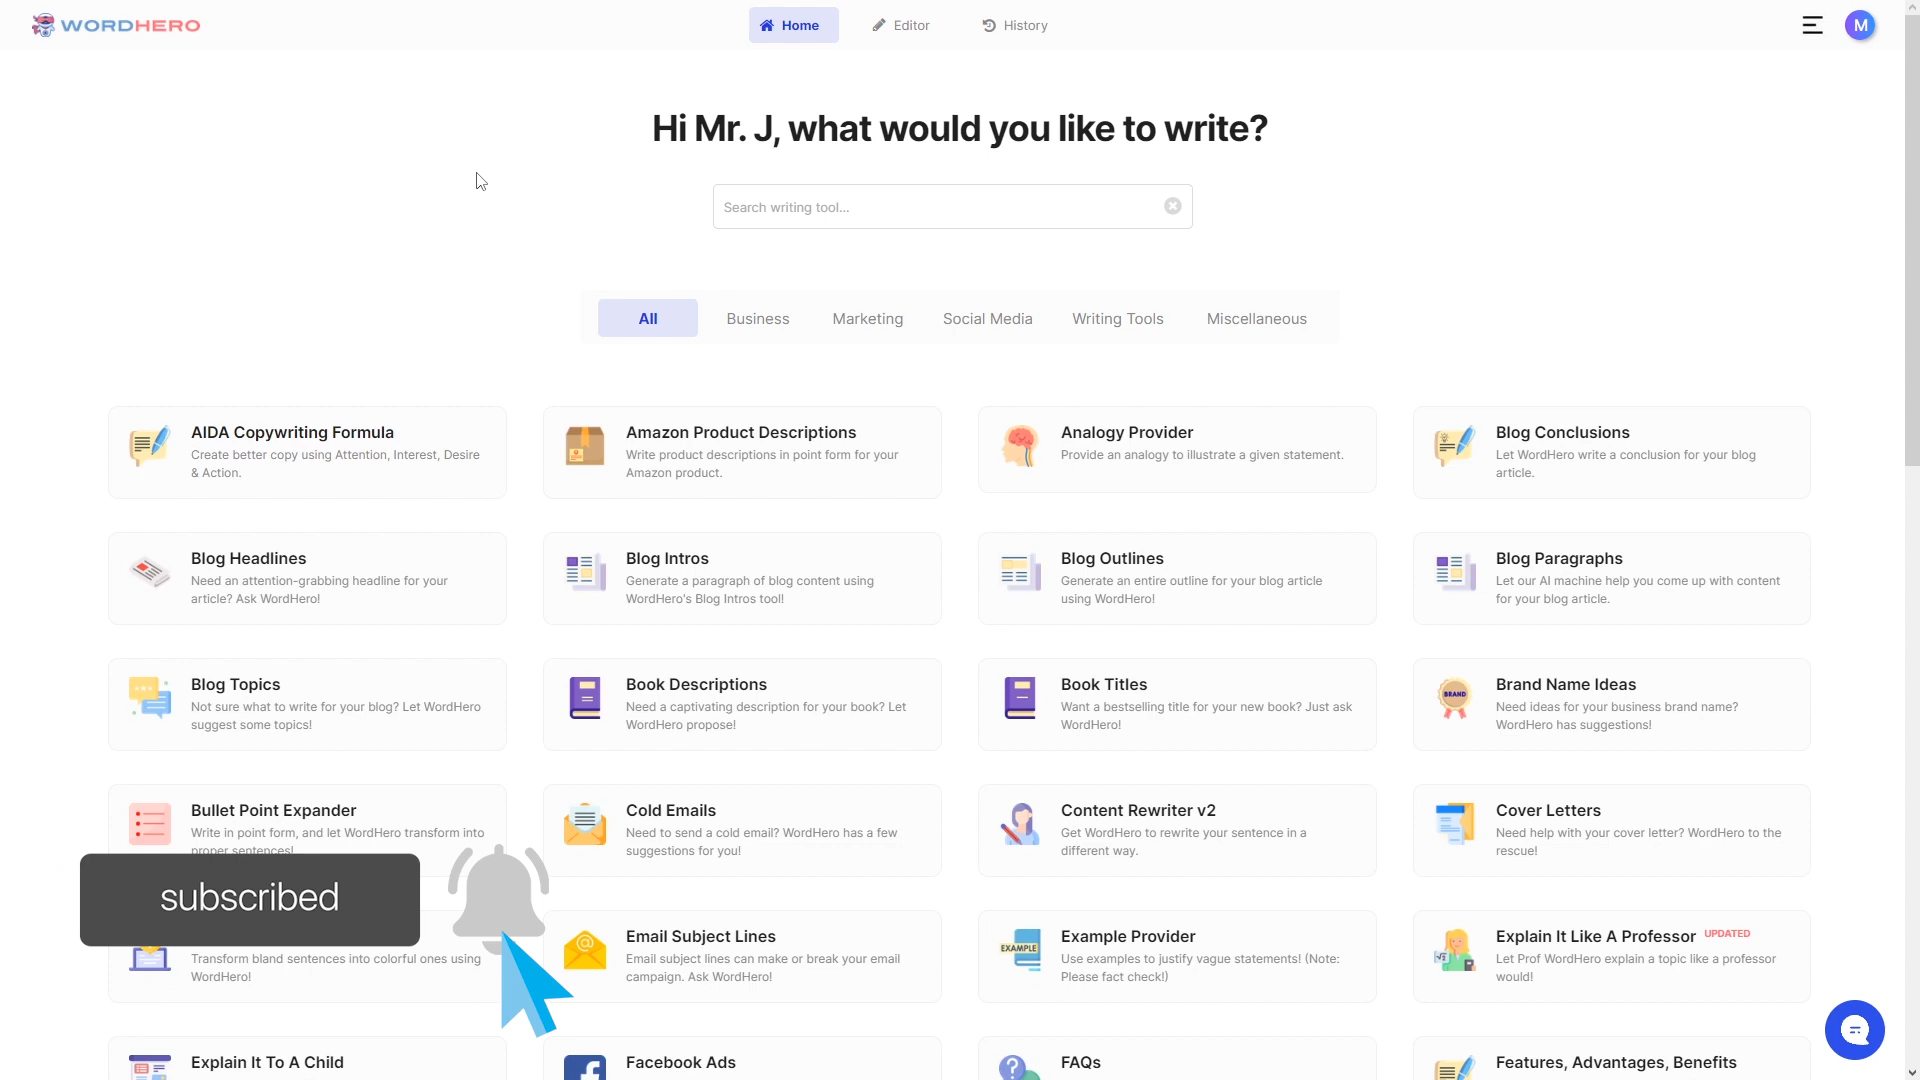 WORDHERO
Home
Editor
History
M
Hi Mr. J, what would you like to write?
Search writing tool...
All
Business
Marketing
Social Media
Writing Tools
Miscellaneous
AIDA Copywriting Formula
Create better copy using Attention, Interest, Desire
& Action.
Amazon Product Descriptions
Write product descriptions in point form for your
Amazon product.
Analogy Provider
Provide an analogy to illustrate a given statement.
Blog Conclusions
Let WordHero write a conclusion for your blog
article.
Blog Headlines
Need an attention-grabbing headline for your
article? Ask WordHero!
Blog Intros
Generate a paragraph of blog content using
WordHero's Blog Intros tool!
Blog Outlines
Generate an entire outline for your blog article
using WordHero!
Blog Paragraphs
Let our AI machine help you come up with content
for your blog article.
Blog Topics
Not sure what to write for your blog? Let WordHero
suggest some topics!
Book Descriptions
Need a captivating description for your book? Let
WordHero propose!
Book Titles
Want a bestselling title for your new book? Just ask
WordHero!
BRAND
Brand Name Ideas
Need ideas for your business brand name?
WordHero has suggestions!
Bullet Point Expander
Write in point form, and let WordHero transform into
proper sentences!
Cold Emails
Need to send a cold email? WordHero has a few
suggestions for you!
Content Rewriter v2
Get WordHero to rewrite your sentence in a
different way.
Cover Letters
Need help with your cover letter? WordHero to the
rescue!
subscribed
Transform bland sentences into colorful ones using
WordHero!
Email Subject Lines
Email subject lines can make or break your email
campaign. Ask WordHero!
EXAMPLE
Example Provider
Use examples to justify vague statements! (Note:
Please fact check!)
Explain It Like A Professor UPDATED
Let Prof WordHero explain a topic like a professor
would!
Explain It To A Child
Facebook Ads
FAQs
Features, Advantages, Benefits